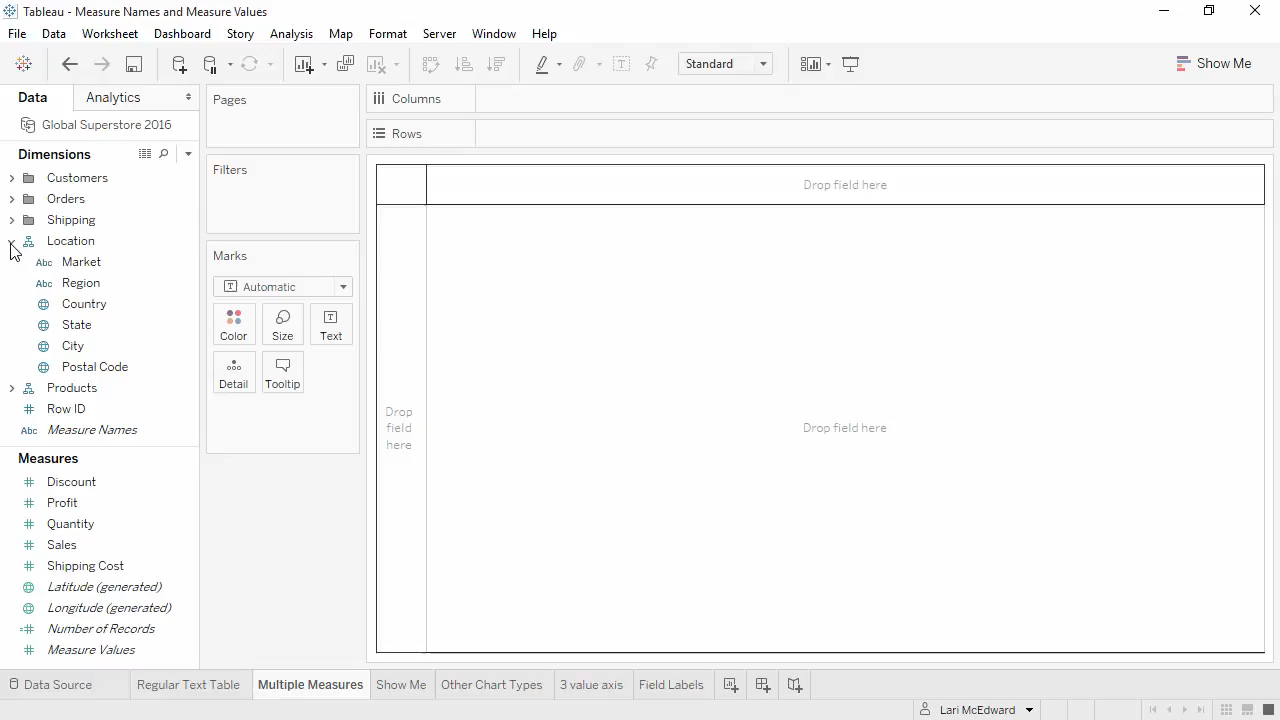 Tableau - Measure Names and Measure Values
File Data Worksheet Dashboard Story Analysis Map Format Server Window Help
Standard
Show Me
Data Analytics
Global Superstore 2016
Dimensions
Customers
Orders
Shipping
Location
Abc Market
Abc Region
Country
State
City
Postal Code
Products
Row ID
Abc Measure Names
Measures
Discount
Profit
Quantity
Sales
Shipping Cost
Latitude (generated)
Longitude (generated)
Number of Records
Measure Values
Pages
Filters
Marks
Automatic
Color Size Text
Detail Tooltip
Columns
Rows
Drop field here
Drop
field
here
Drop field here
Data Source Regular Text Table Multiple Measures Show Me Other Chart Types 3 value axis Field Labels
Lari McEdward